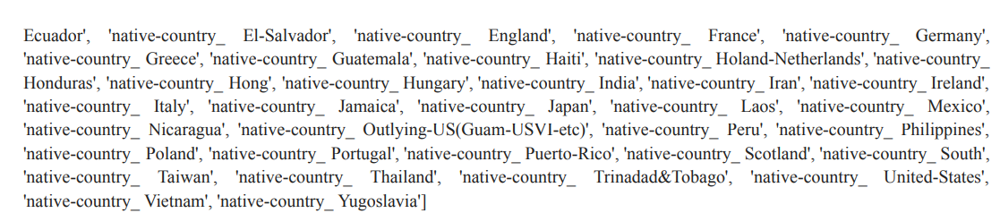 Ecuador', 'native-country_ El-Salvador', 'native-country_ England', 'native-country_ France', 'native-country_ Germany',
'native-country_ Greece', 'native-country_ Guatemala', 'native-country_ Haiti', 'native-country_ Holand-Netherlands', 'native-country_
Honduras', 'native-country_ Hong', 'native-country_ Hungary', 'native-country_ India', 'native-country_ Iran', 'native-country_ Ireland',
'native-country_ Italy', 'native-country_ Jamaica', 'native-country_ Japan', 'native-country_ Laos', 'native-country_ Mexico',
'native-country_ Nicaragua', 'native-country_ Outlying-US(Guam-USVI-etc)', 'native-country_ Peru', 'native-country_ Philippines',
'native-country_ Poland', 'native-country_ Portugal', 'native-country_ Puerto-Rico', 'native-country_ Scotland', 'native-country_ South',
'native-country_ Taiwan', 'native-country_ Thailand', 'native-country_ Trinadad&Tobago', 'native-country_ United-States',
'native-country_ Vietnam', 'native-country_ Yugoslavia']